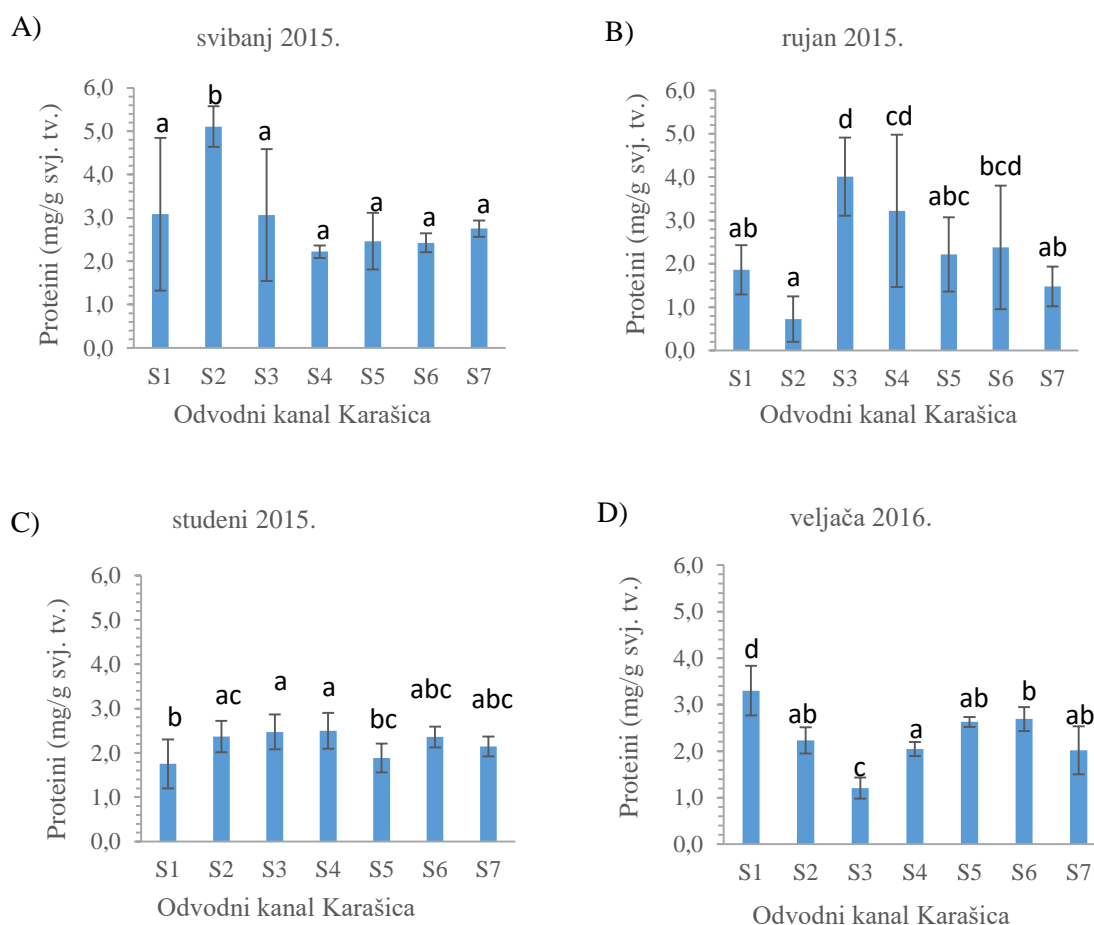 A)
svibanj 2015.
Proteini (mg/g svj. tv.)
6,0
5,0
4,0
3,0
2,0
1,0
0,0
a b a a a a a
S1 S2 S3 S4 S5 S6 S7
Odvodni kanal Karašica
B)
rujan 2015.
Proteini (mg/g svj. tv.)
6,0
5,0
4,0
3,0
2,0
1,0
0,0
ab a d cd abc bcd ab
S1 S2 S3 S4 S5 S6 S7
Odvodni kanal Karašica
C)
studeni 2015.
Proteini (mg/g svj. tv.)
6,0
5,0
4,0
3,0
2,0
1,0
0,0
b ac a a bc abc abc
S1 S2 S3 S4 S5 S6 S7
Odvodni kanal Karašica
D)
veljača 2016.
Proteini (mg/g svj. tv.)
6,0
5,0
4,0
3,0
2,0
1,0
0,0
d ab c a ab b ab
S1 S2 S3 S4 S5 S6 S7
Odvodni kanal Karašica